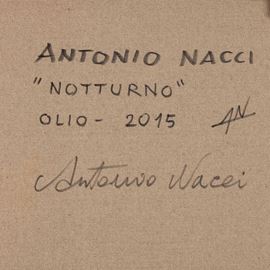 ANTONIO NACCI
"NOTTURNO"
OLIO - 2015 AN
Antonio Nacci